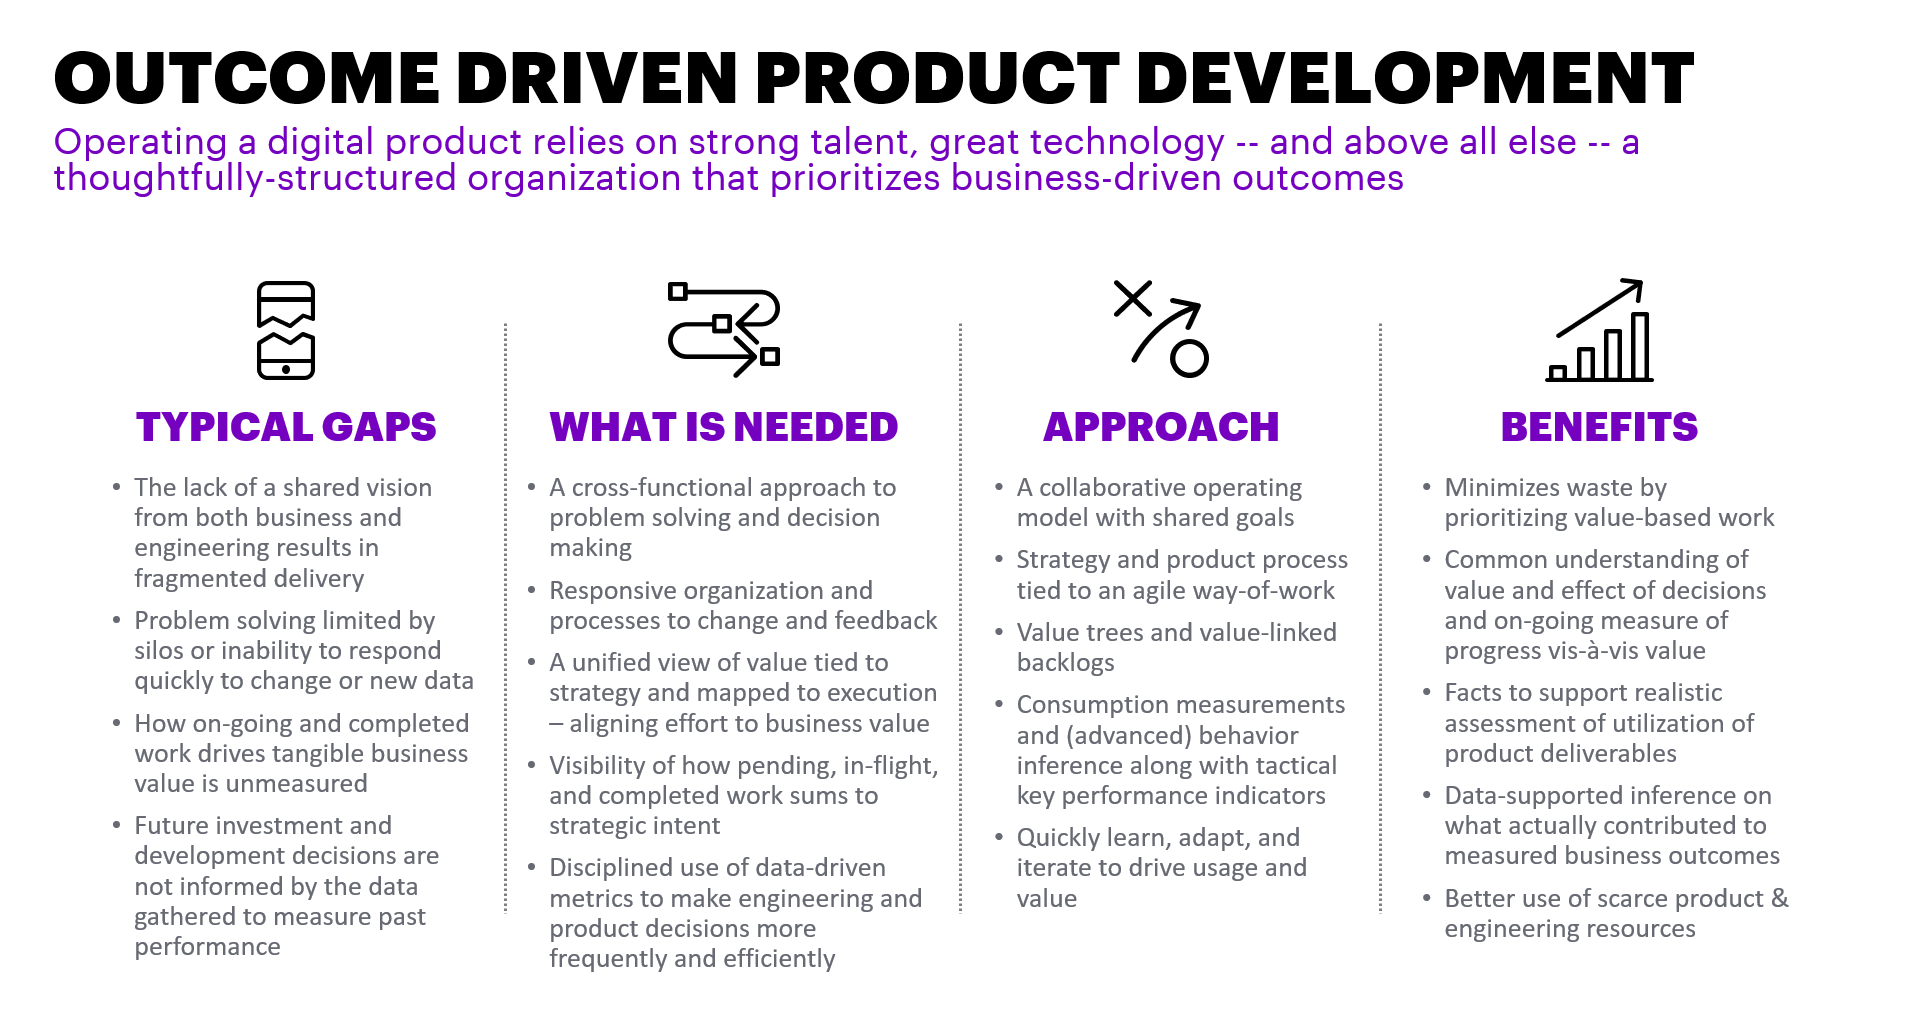 OUTCOME DRIVEN PRODUCT DEVELOPMENT
Operating a digital product relies on strong talent, great technology -- and above all else -- a
thoughtfully-structured organization that prioritizes business-driven outcomes
TYPICAL GAPS
• The lack of a shared vision
from both business and
engineering results in
fragmented delivery
• Problem solving limited by
silos or inability to respond
quickly to change or new data
• How on-going and completed
work drives tangible business
value is unmeasured
• Future investment and
development decisions are
not informed by the data
gathered to measure past
performance
WHAT IS NEEDED
• A cross-functional approach to
problem solving and decision
making
• Responsive organization and
processes to change and feedback
• A unified view of value tied to
strategy and mapped to execution
– aligning effort to business value
• Visibility of how pending, in-flight,
and completed work sums to
strategic intent
• Disciplined use of data-driven
metrics to make engineering and
product decisions more
frequently and efficiently
APPROACH
• A collaborative operating
model with shared goals
• Strategy and product process
tied to an agile way-of-work
• Value trees and value-linked
backlogs
• Consumption measurements
and (advanced) behavior
inference along with tactical
key performance indicators
• Quickly learn, adapt, and
iterate to drive usage and
value
BENEFITS
• Minimizes waste by
prioritizing value-based work
• Common understanding of
value and effect of decisions
and on-going measure of
progress vis-à-vis value
• Facts to support realistic
assessment of utilization of
product deliverables
• Data-supported inference on
what actually contributed to
measured business outcomes
• Better use of scarce product &
engineering resources